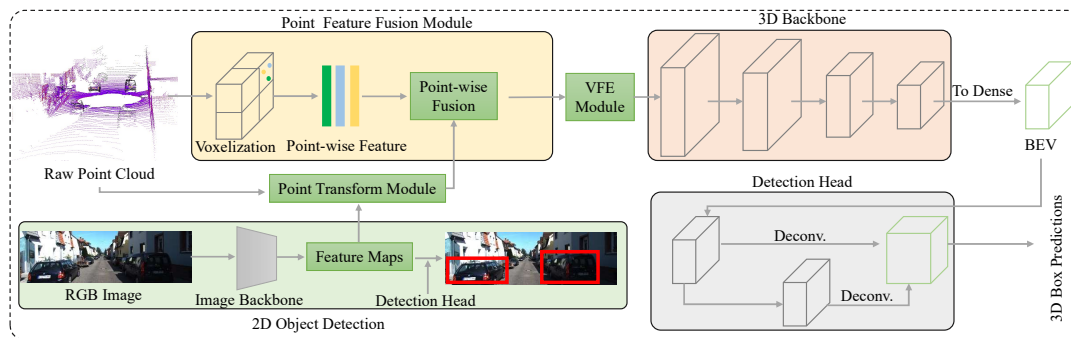 Point Feature Fusion Module
3D Backbone
Point-wise
Fusion
VFE
Module
To Dense
Voxelization
Point-wise Feature
BEV
Raw Point Cloud
Point Transform Module
Detection Head
Feature Maps
Deconv.
RGB Image
Image Backbone
Detection Head
Deconv.
2D Object Detection
3D Box Predictions